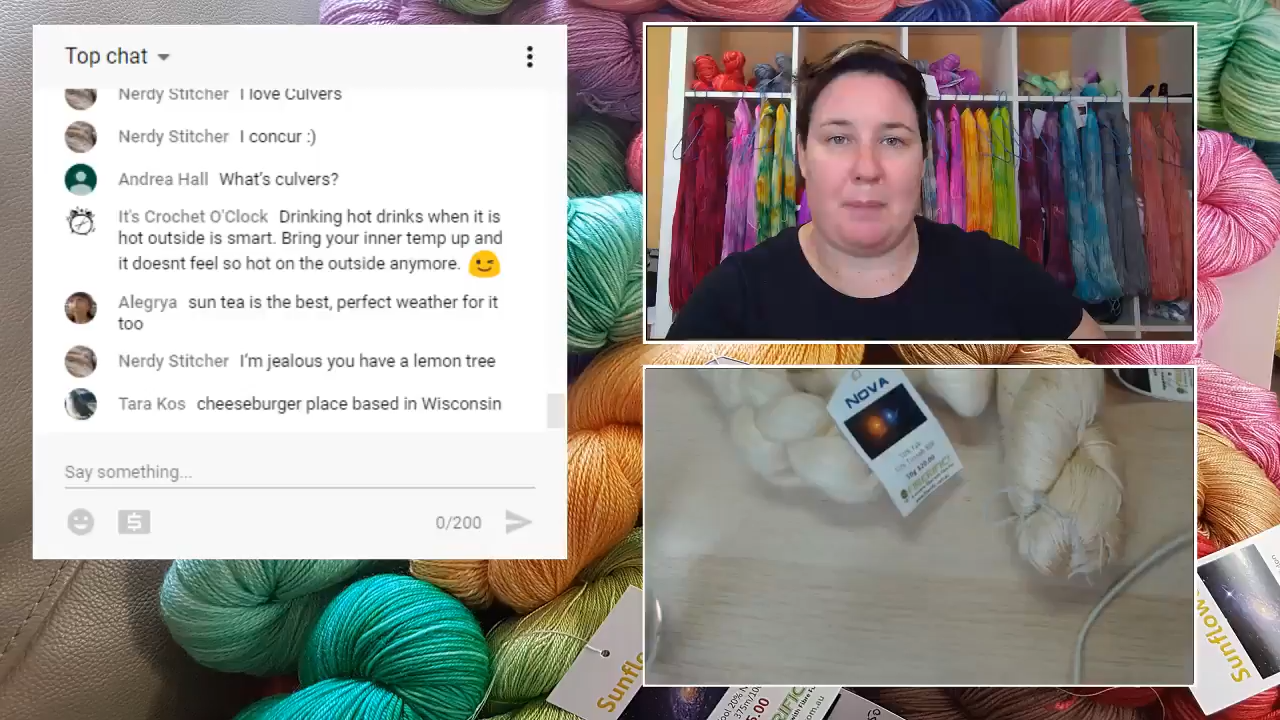 Top chat
Nerdy Stitcher I love Culvers
Nerdy Stitcher I concur :)
Andrea Hall What's culvers?
It's Crochet O'Clock Drinking hot drinks when it is
hot outside is smart. Bring your inner temp up and
it doesnt feel so hot on the outside anymore.
Alegrya sun tea is the best, perfect weather for it
too
Nerdy Stitcher I'm jealous you have a lemon tree
Tara Kos cheeseburger place based in Wisconsin
Say something...
0/200
NOVA
Sunflo
Sunflow
375m/10